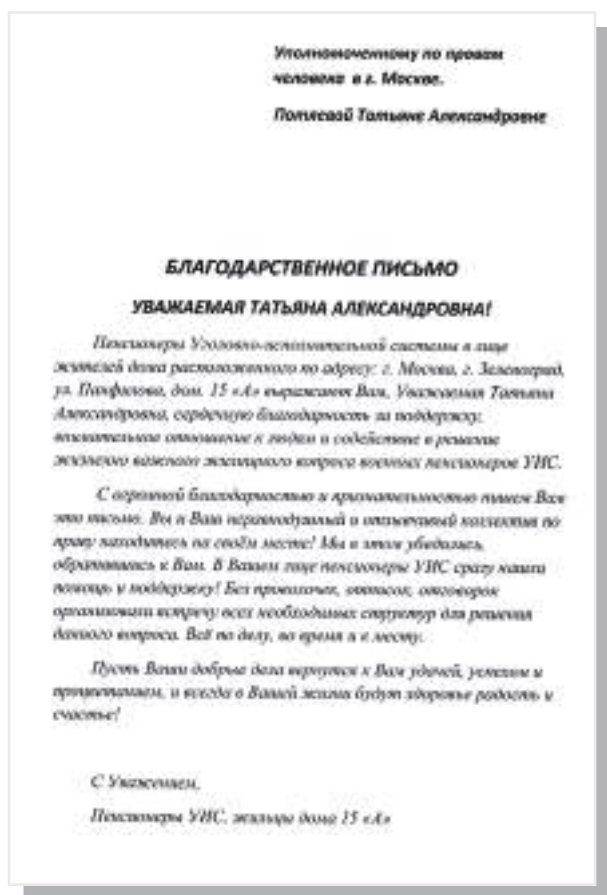 Уполномоченному по правам
человека в г. Москве.
Потяевой Татьяне Александровне
БЛАГОДАРСТВЕННОЕ ПИСЬМО
УВАЖАЕМАЯ ТАТЬЯНА АЛЕКСАНДРОВНА!
Пенсионеры Уголовно-исполнительной системы в лице
жителей дома расположенного по адресу: г. Москва, г. Зеленоград,
ул. Панфилова, дом. 15 «А» выражают Вам, Уважаемая Татьяна
Александровна, сердечную благодарность за поддержку,
внимательное отношение к людям и содействие в решение
жизненно важного жилищного вопроса военных пенсионеров УИС.
С огромной благодарностью и признательностью пишем Вам
это письмо. Вы и Ваш неравнодушный и отзывчивый коллектив по
праву находитесь на своём месте! Мы в этом убедились,
обратившись к Вам. В Вашем лице пенсионеры УИС сразу нашли
помощь и поддержку! Без проволочек, отписок, отговорок
организовали встречу всех необходимых структур для решения
данного вопроса. Всё по делу, во время и к месту.
Пусть Ваши добрые дела вернутся к Вам удачей, успехом и
процветанием, и всегда в Вашей жизни будут здоровье радость и
счастье!
С Уважением,
Пенсионеры УИС, жильцы дома 15 «А»